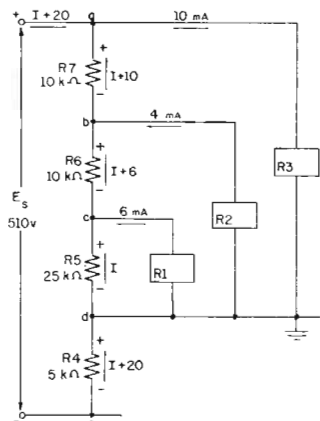 + I+20 a 10 mA
+
R7
10 kΩ
I+10
-
b 4 mA
+
R6
10 kΩ
I+6
-
R3
E_s
510v
c 6 mA
R2
+
R5
25 kΩ
I
-
R1
d
+
R4
5 kΩ
I+20
-
-